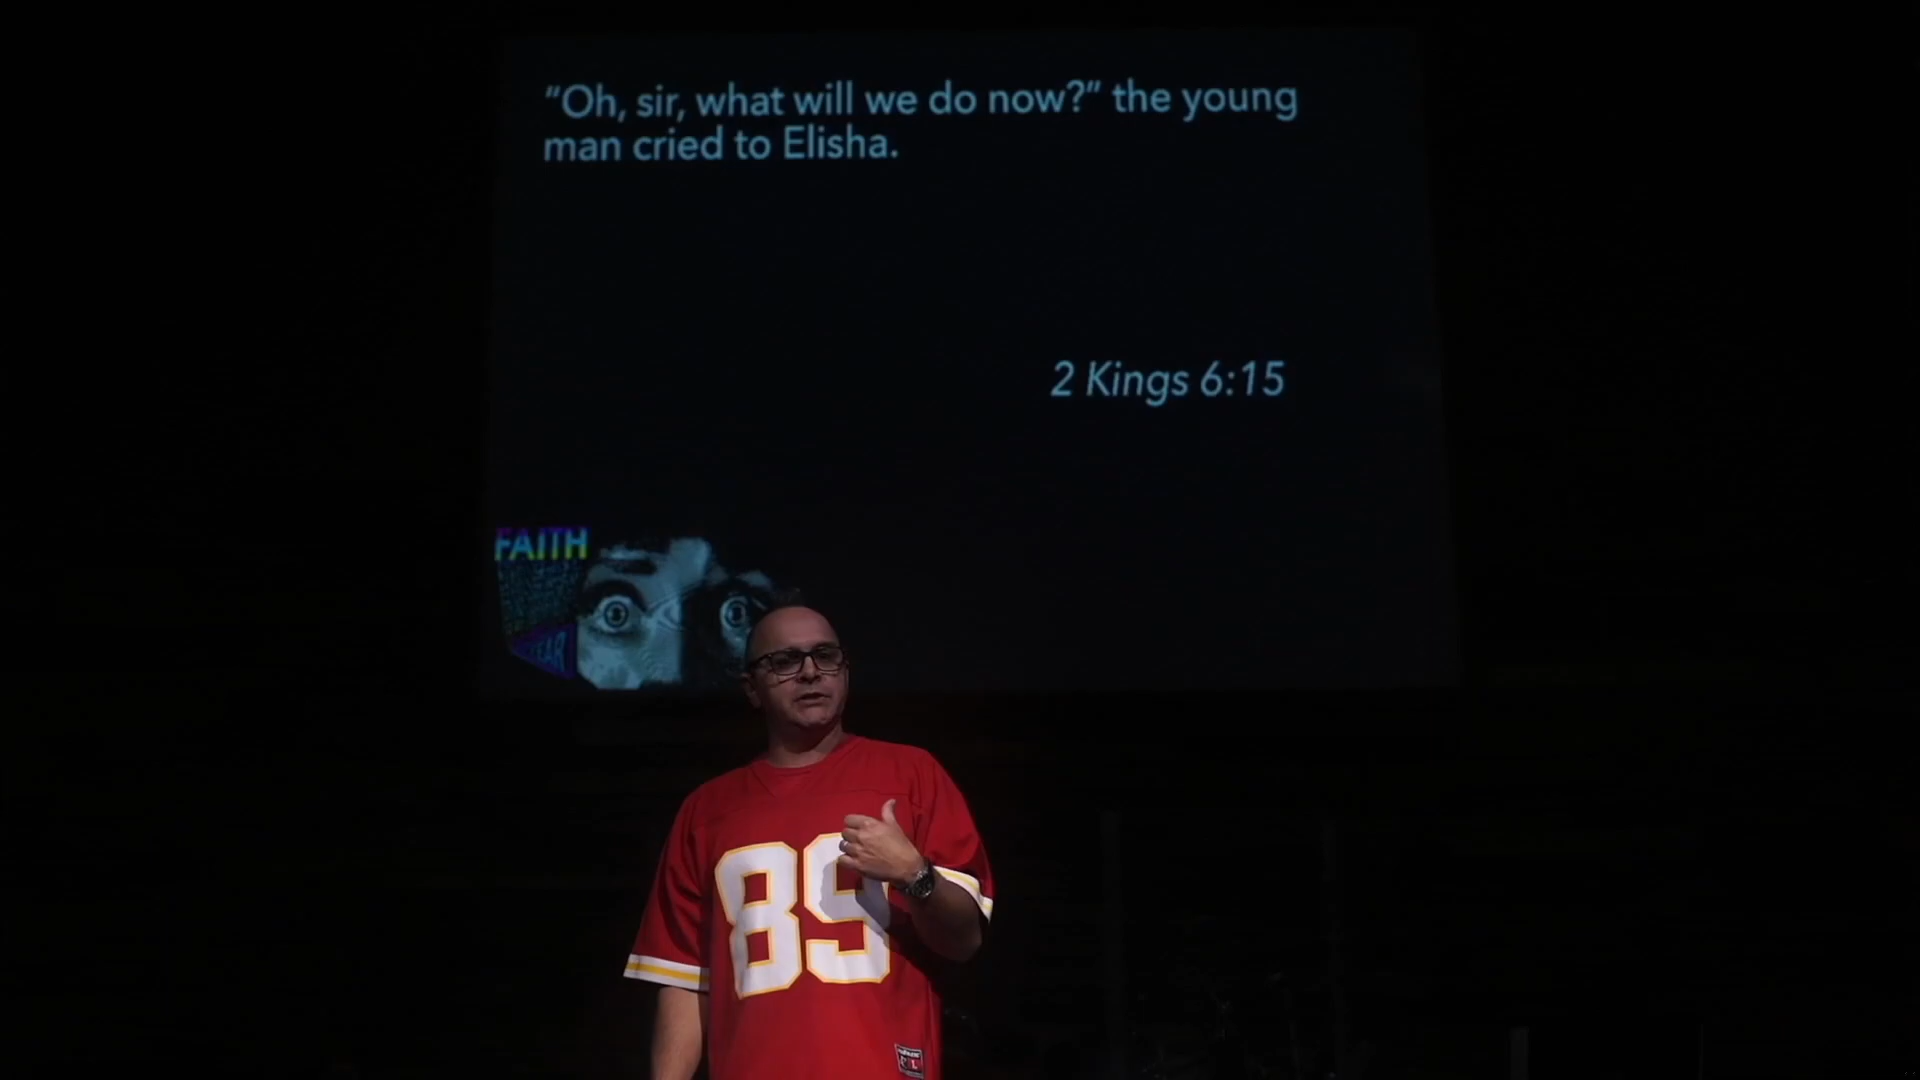 “Oh, sir, what will we do now?” the young
man cried to Elisha.
2 Kings 6:15
FAITH
FEAR
89